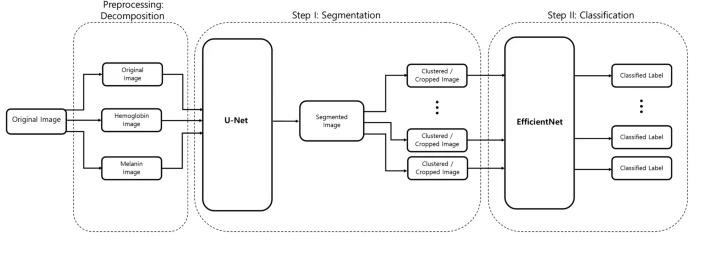 Preprocessing:
Decomposition
Step I: Segmentation
Step II: Classification
Original Image
Original
Image
Hemoglobin
Image
Melanin
Image
U-Net
Segmented
Image
Clustered /
Cropped Image
Clustered /
Cropped Image
Clustered /
Cropped Image
EfficientNet
Classified Label
Classified Label
Classified Label